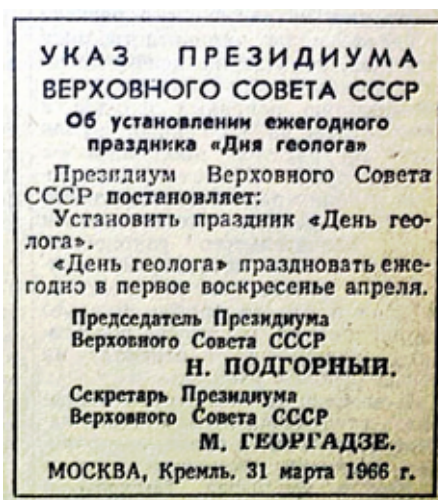 УКАЗ ПРЕЗИДИУМА
ВЕРХОВНОГО СОВЕТА СССР
Об установлении ежегодного
праздника «Дня геолога»
Президиум Верховного Совета
СССР постановляет:
Установить праздник «День гео-
лога».
«День геолога» праздновать еже-
годно в первое воскресенье апреля.
Председатель Президиума
Верховного Совета СССР
Н. ПОДГОРНЫЙ.
Секретарь Президиума
Верховного Совета СССР
М. ГЕОРГАДЗЕ.
МОСКВА, Кремль. 31 марта 1966 г.